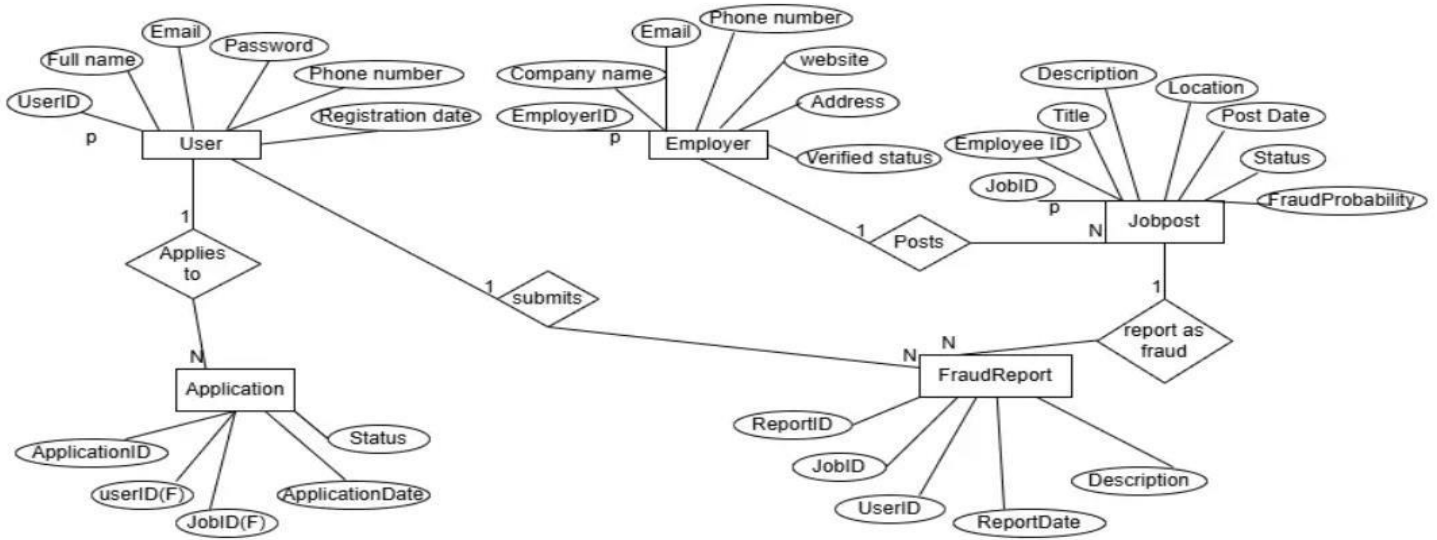 Email
Password
Full name
Phone number
UserID
Registration date
p
User
1
Applies
to
N
Application
ApplicationID
userID(F)
JobID(F)
ApplicationDate
Status
1
submits
N
Email
Phone number
Company name
website
EmployerID
Address
p
Employer
Verified status
1
Posts
N
Description
Location
Title
Post Date
Employee ID
Status
JobID
FraudProbability
p
Jobpost
1
report as
fraud
N
FraudReport
ReportID
JobID
UserID
ReportDate
Description